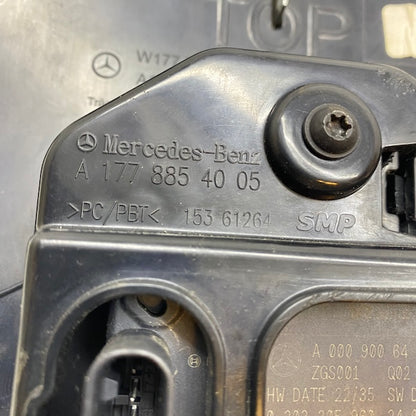 TOP
W177
Mercedes-Benz
A 177 885 40 05
>PC/PBT< 153 61264 SMP
A 000 900 64
ZGS001 Q02
HW DATE 22/35 SW D